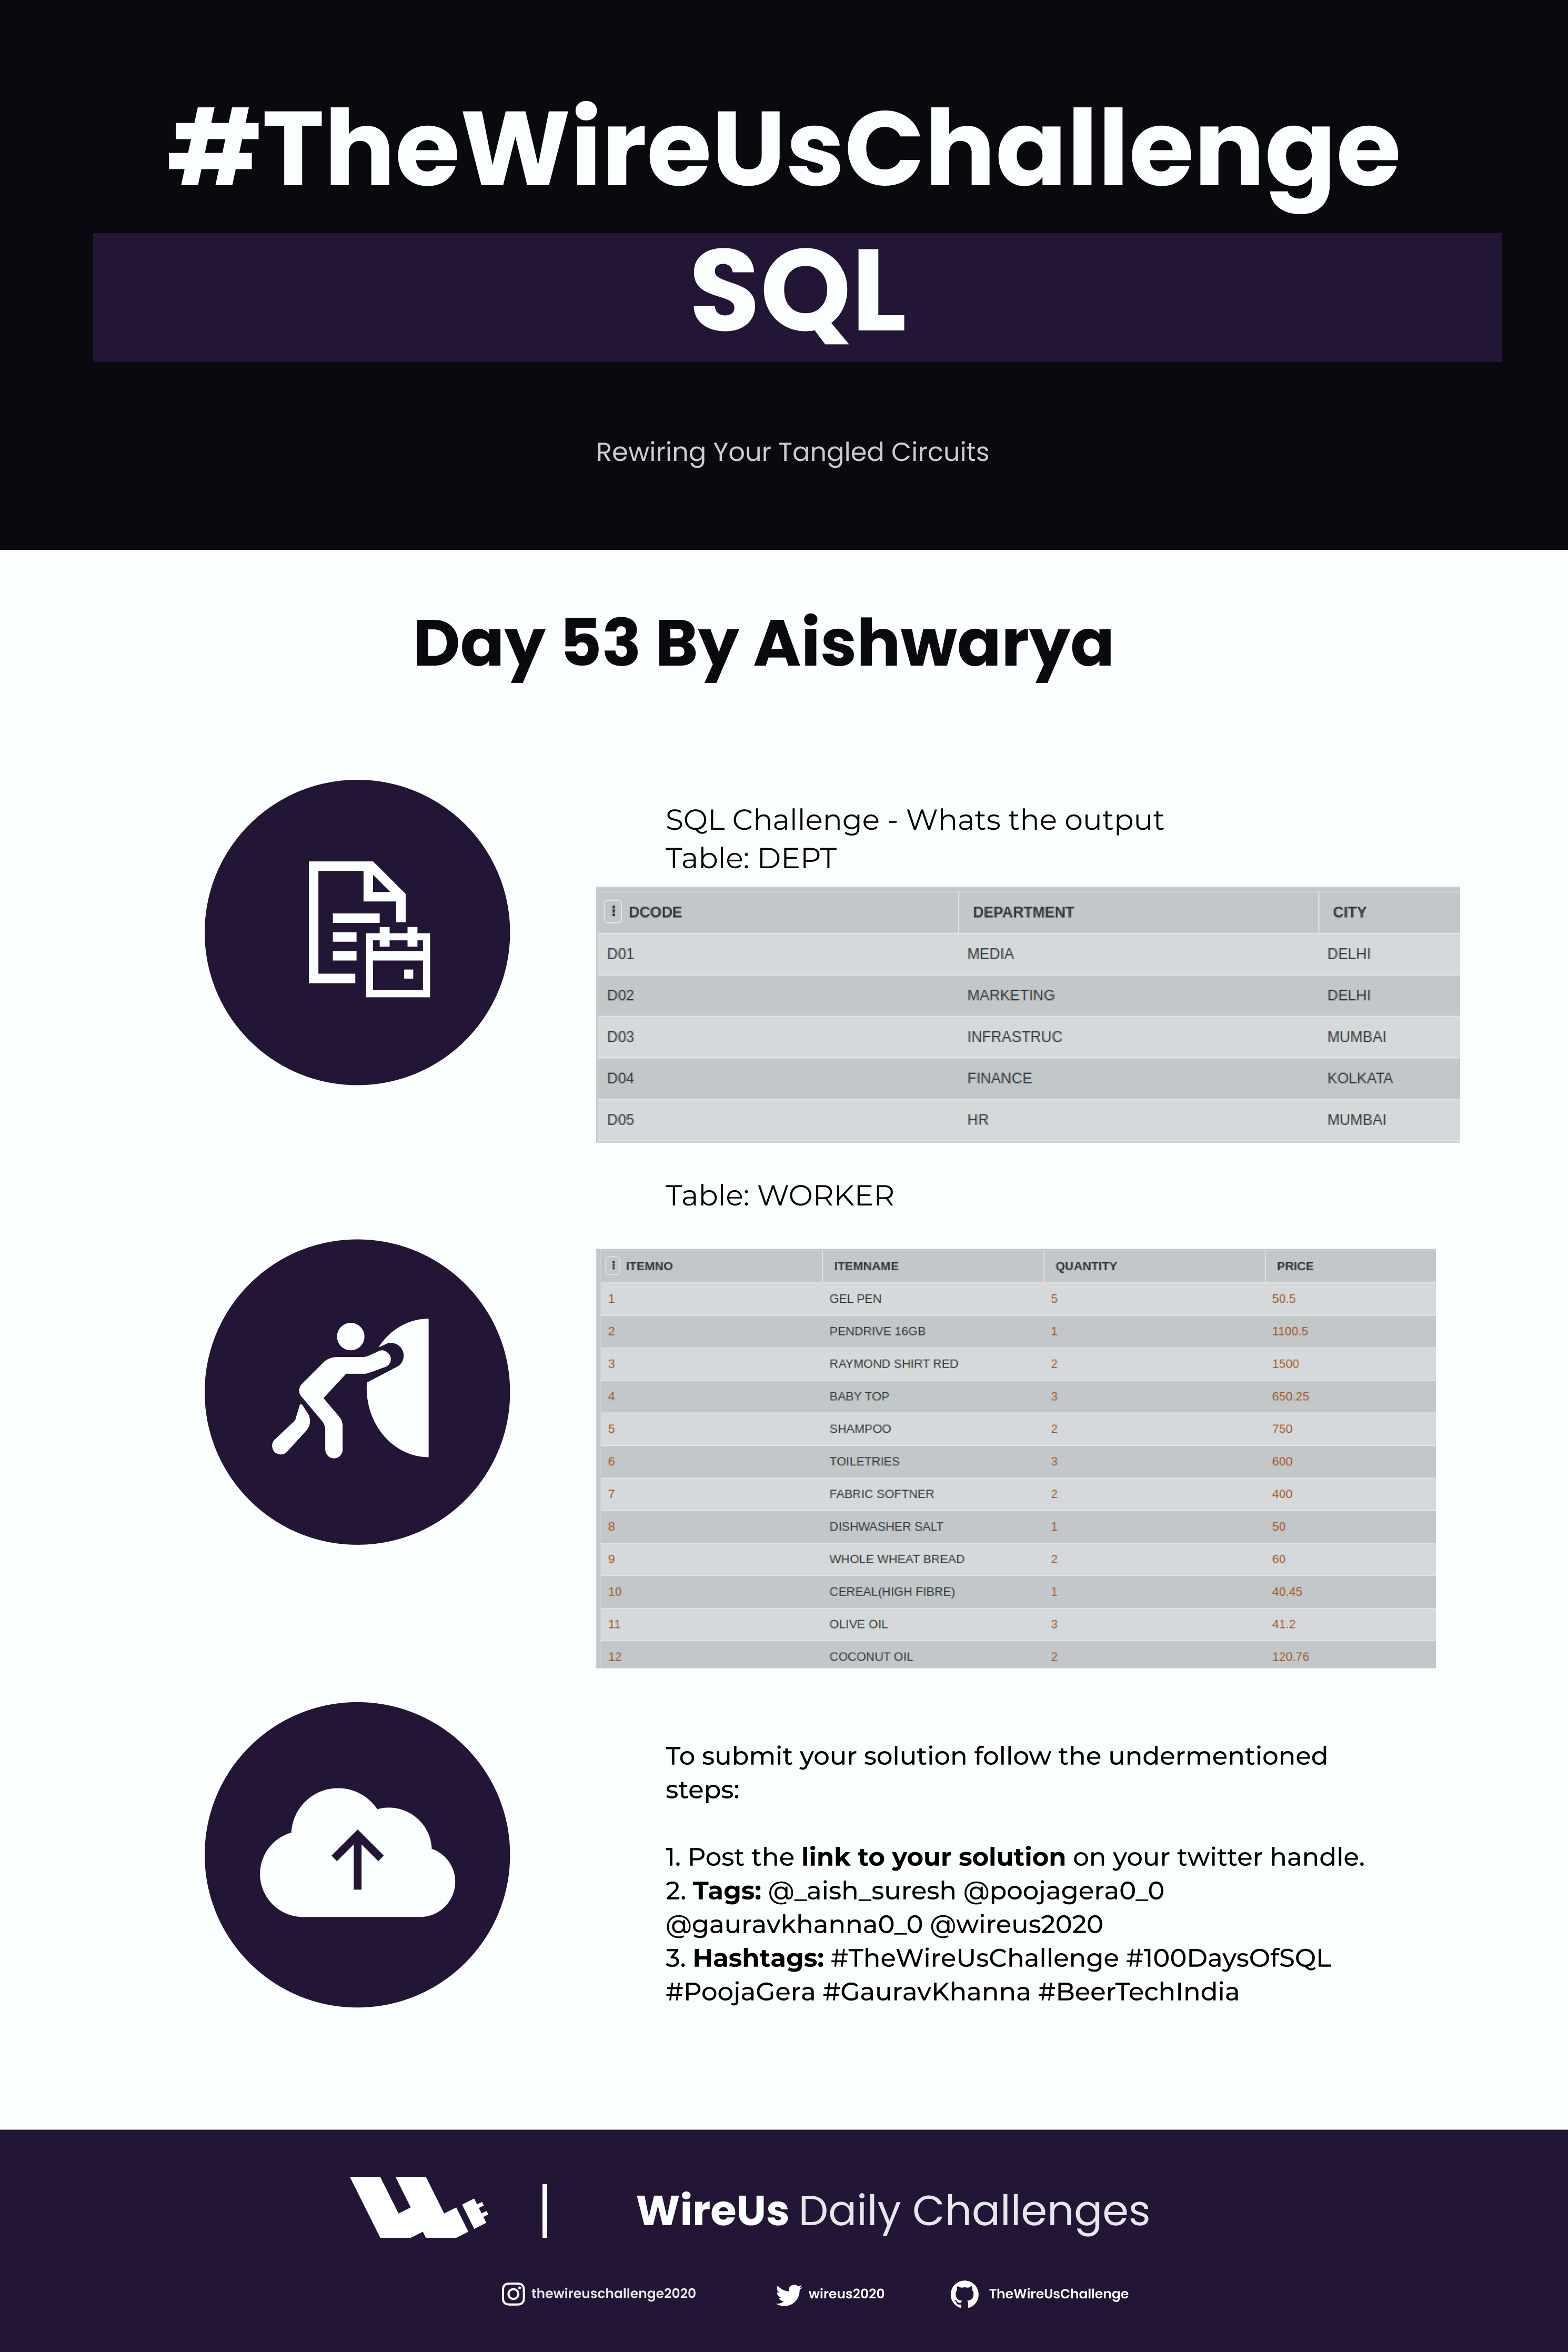 #TheWireUsChallenge
SQL
Rewiring Your Tangled Circuits
Day 53 By Aishwarya
SQL Challenge - Whats the output
Table: DEPT
DCODE DEPARTMENT CITY
D01 MEDIA DELHI
D02 MARKETING DELHI
D03 INFRASTRUC MUMBAI
D04 FINANCE KOLKATA
D05 HR MUMBAI
Table: WORKER
ITEMNO ITEMNAME QUANTITY PRICE
1 GEL PEN 5 50.5
2 PENDRIVE 16GB 1 1100.5
3 RAYMOND SHIRT RED 2 1500
4 BABY TOP 3 650.25
5 SHAMPOO 2 750
6 TOILETRIES 3 600
7 FABRIC SOFTNER 2 400
8 DISHWASHER SALT 1 50
9 WHOLE WHEAT BREAD 2 60
10 CEREAL(HIGH FIBRE) 1 40.45
11 OLIVE OIL 3 41.2
12 COCONUT OIL 2 120.76
To submit your solution follow the undermentioned
steps:
1. Post the link to your solution on your twitter handle.
2. Tags: @_aish_suresh @poojagera0_0
@gauravkhanna0_0 @wireus2020
3. Hashtags: #TheWireUsChallenge #100DaysOfSQL
#PoojaGera #GauravKhanna #BeerTechIndia
WireUs Daily Challenges
thewireuschallenge2020 wireus2020 TheWireUsChallenge